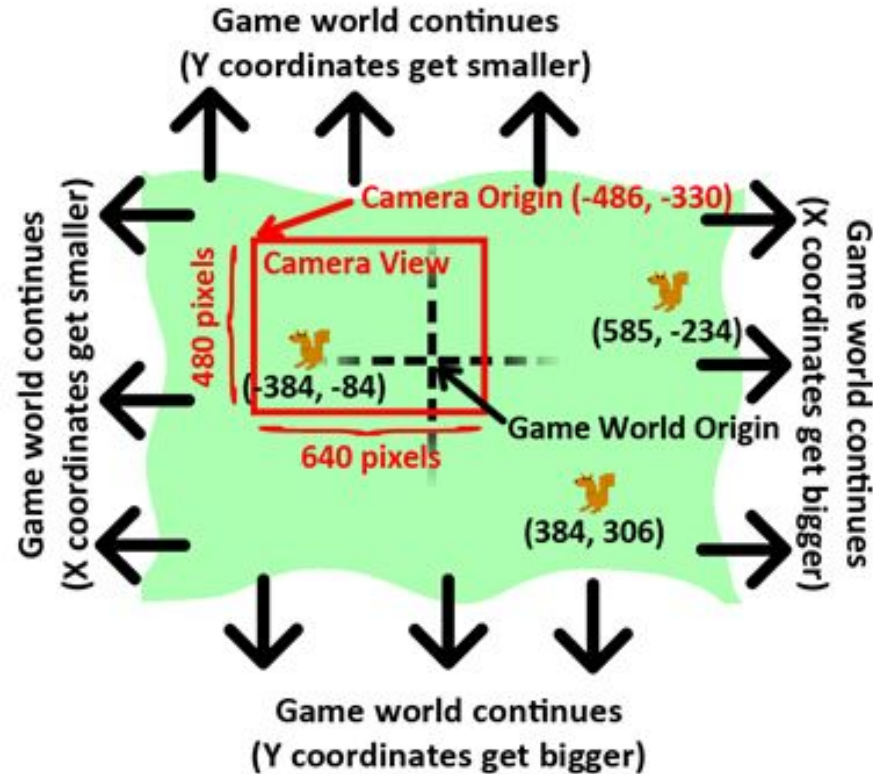 Game world continues
(Y coordinates get smaller)
Game world continues
(X coordinates get smaller)
Camera Origin (-486, -330)
Camera View
480 pixels
(-384, -84)
640 pixels
(585, -234)
Game World Origin
(384, 306)
Game world continues
(X coordinates get bigger)
Game world continues
(Y coordinates get bigger)